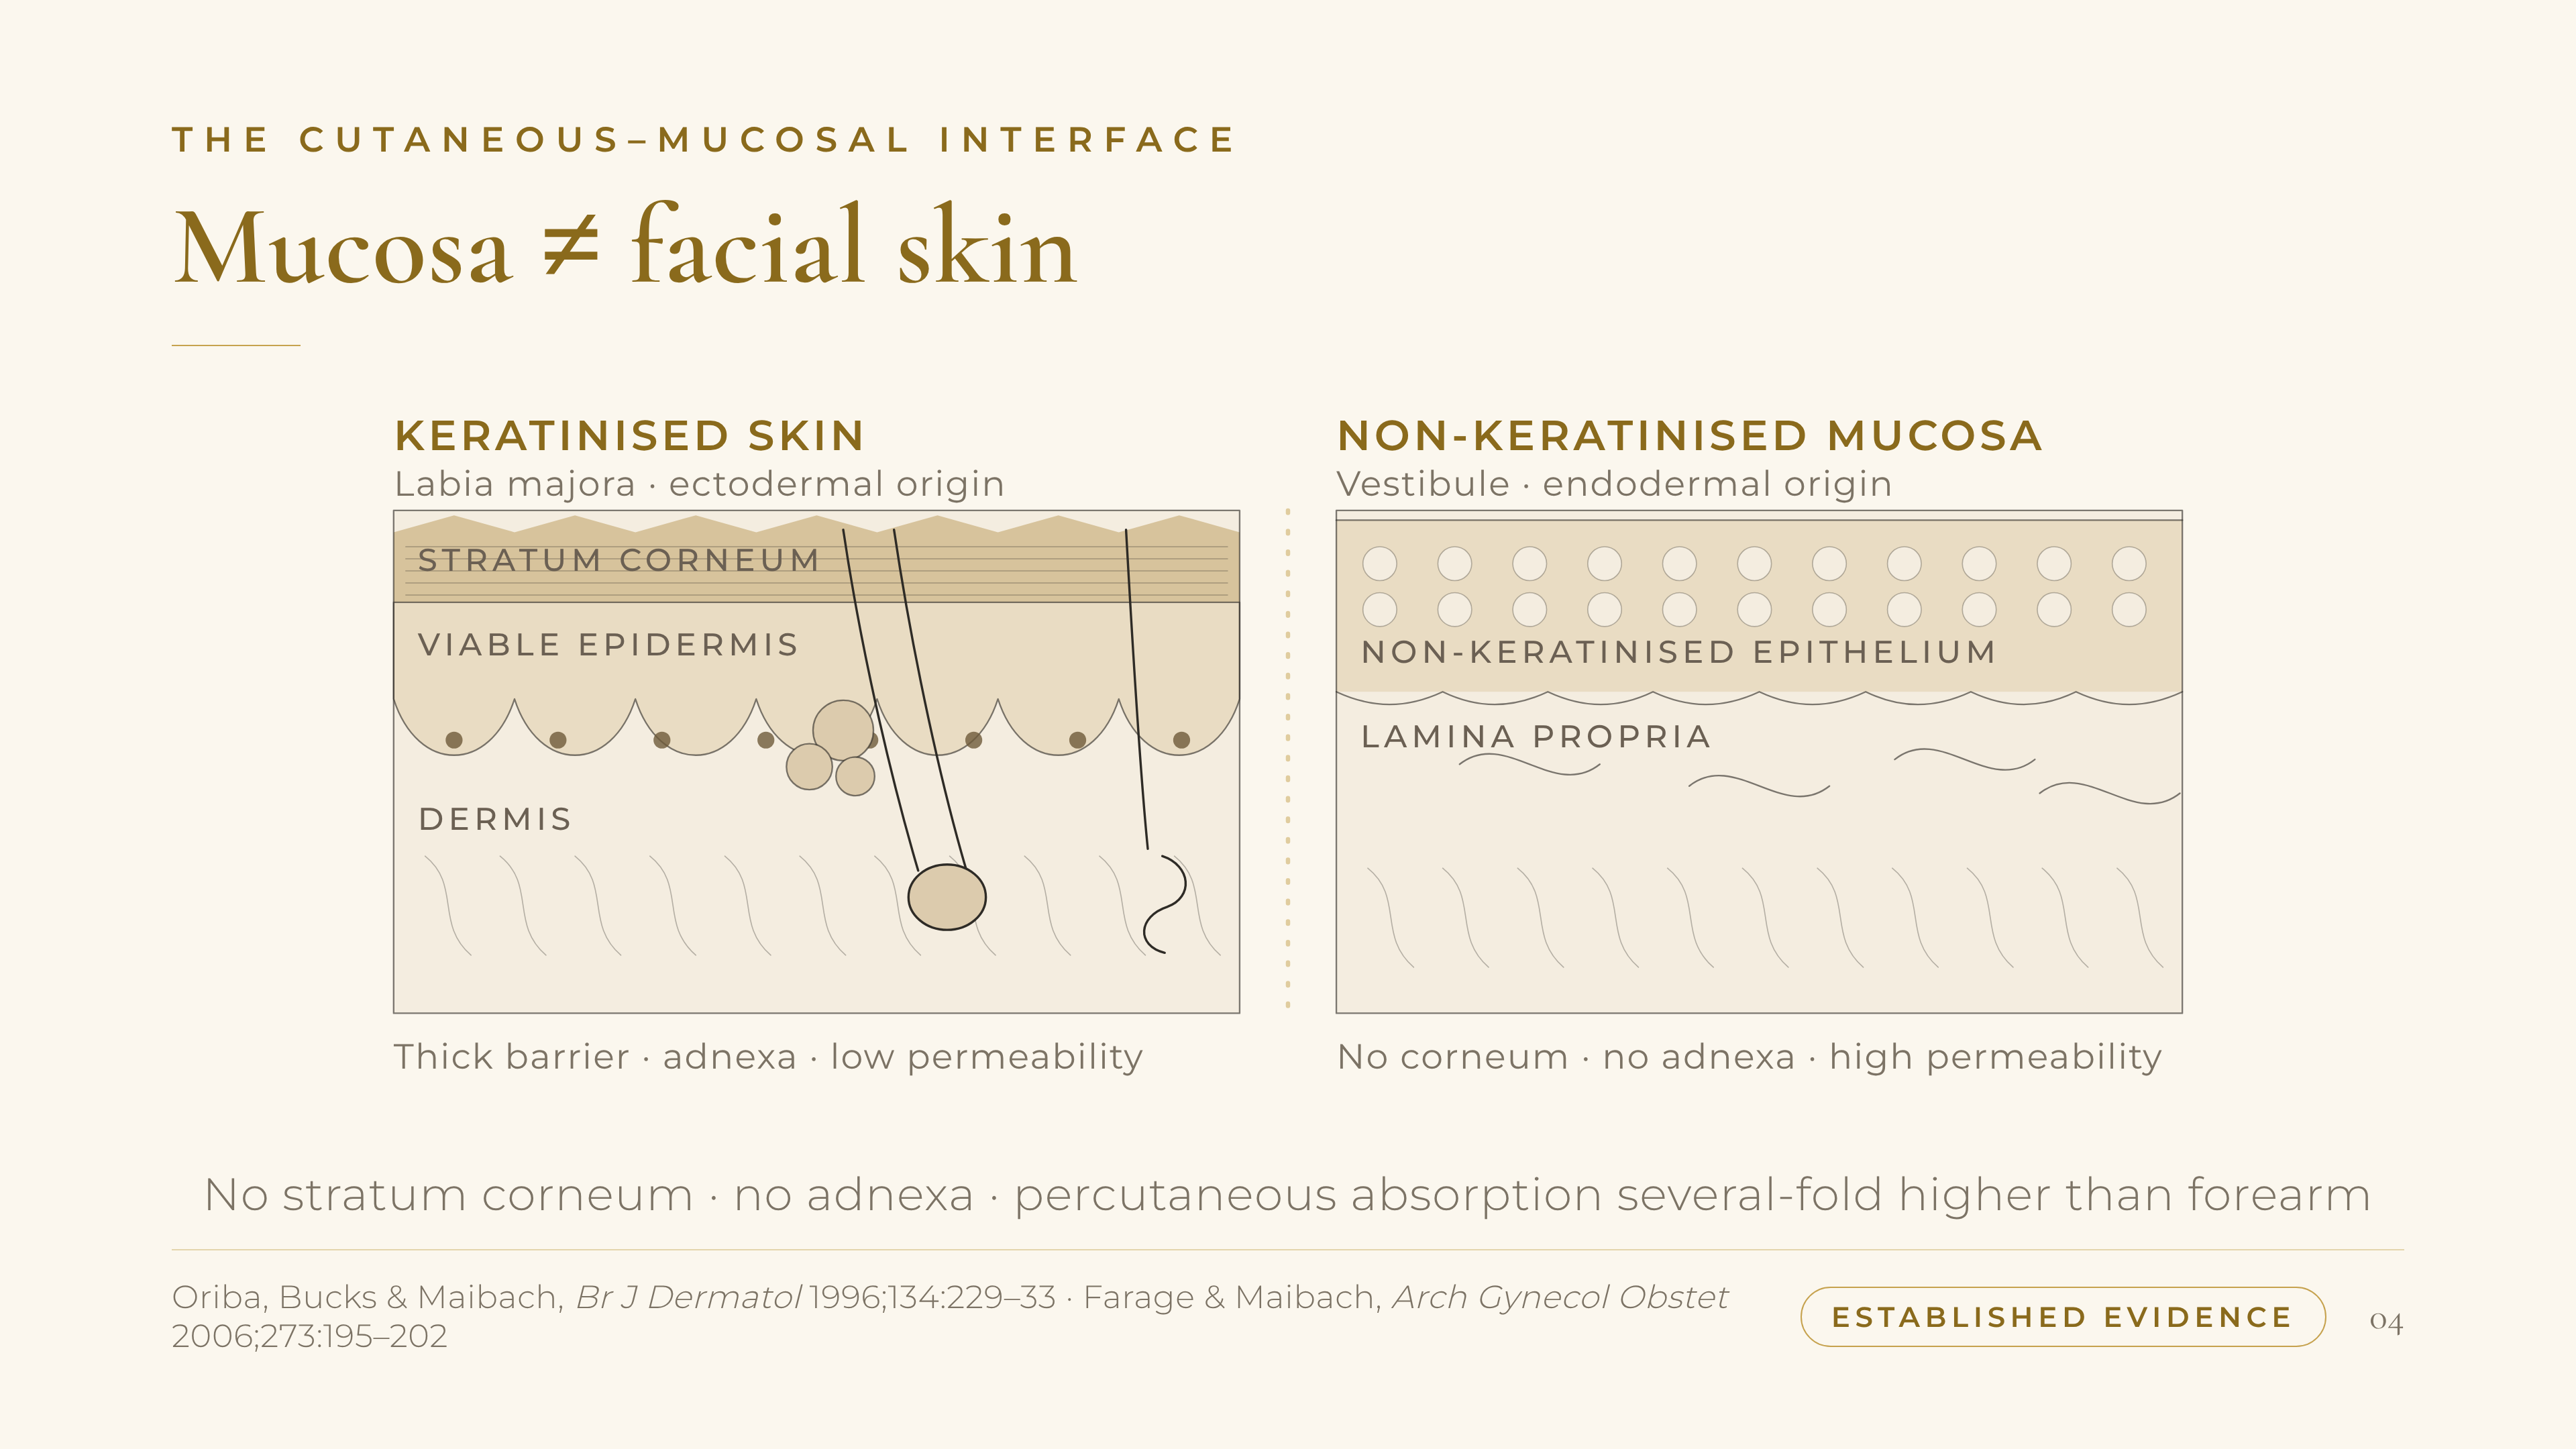 THE CUTANEOUS–MUCOSAL INTERFACE
Mucosa ≠ facial skin
KERATINISED SKIN
Labia majora · ectodermal origin
STRATUM CORNEUM
VIABLE EPIDERMIS
DERMIS
Thick barrier · adnexa · low permeability
NON-KERATINISED MUCOSA
Vestibule · endodermal origin
NON-KERATINISED EPITHELIUM
LAMINA PROPRIA
No corneum · no adnexa · high permeability
No stratum corneum · no adnexa · percutaneous absorption several-fold higher than forearm
Oriba, Bucks & Maibach, Br J Dermatol 1996;134:229–33 · Farage & Maibach, Arch Gynecol Obstet
2006;273:195–202
ESTABLISHED EVIDENCE
04